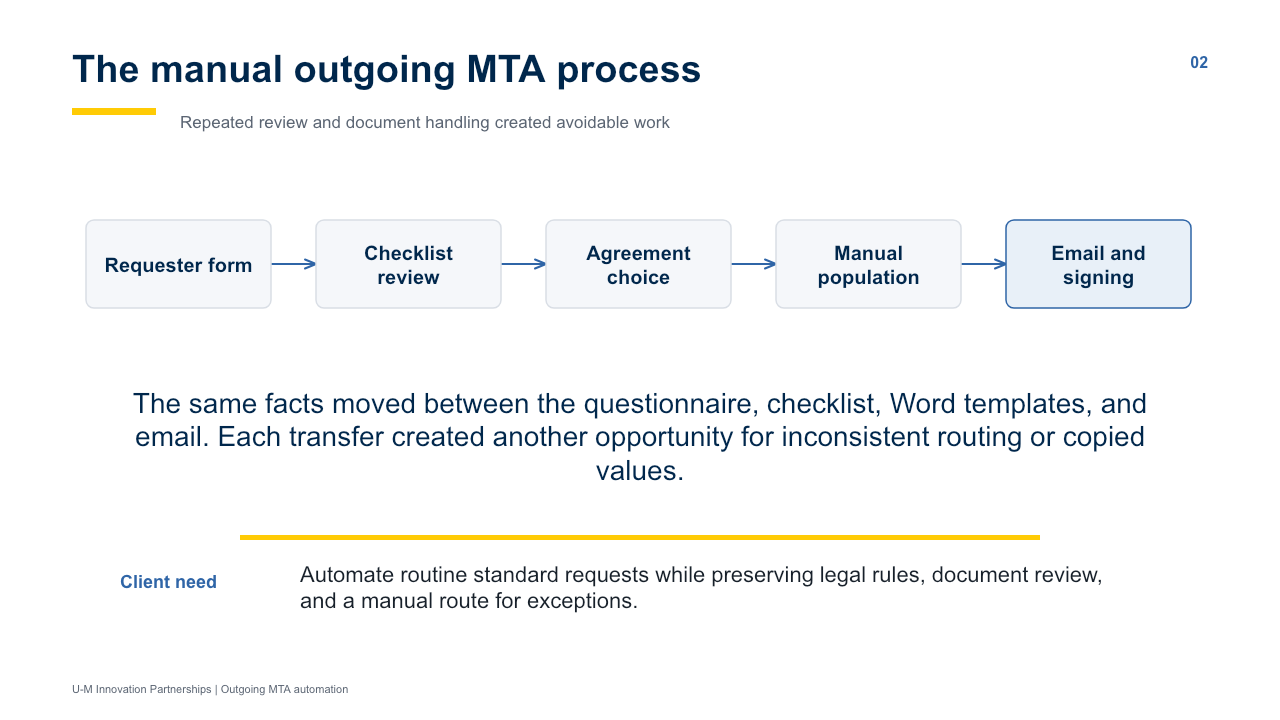 The manual outgoing MTA process
02
Repeated review and document handling created avoidable work
Requester form
Checklist
review
Agreement
choice
Manual
population
Email and
signing
The same facts moved between the questionnaire, checklist, Word templates, and
email. Each transfer created another opportunity for inconsistent routing or copied
values.
Client need
Automate routine standard requests while preserving legal rules, document review,
and a manual route for exceptions.
U-M Innovation Partnerships | Outgoing MTA automation